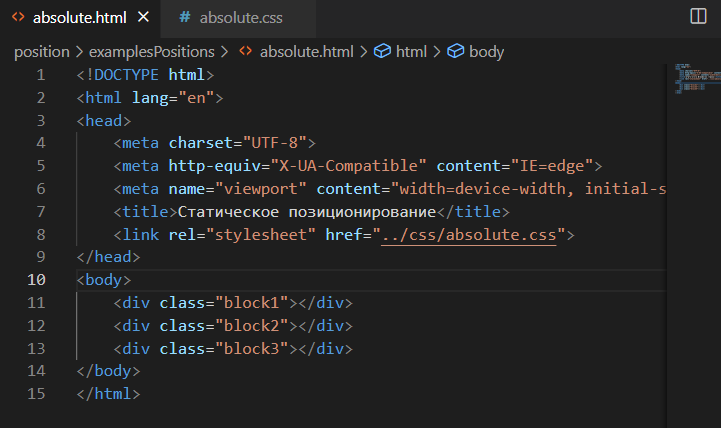 absolute.html × # absolute.css
position > examplesPositions > absolute.html > html > body
1 <!DOCTYPE html>
2 <html lang="en">
3 <head>
4 <meta charset="UTF-8">
5 <meta http-equiv="X-UA-Compatible" content="IE=edge">
6 <meta name="viewport" content="width=device-width, initial-s
7 <title>Статическое позиционирование</title>
8 <link rel="stylesheet" href="../css/absolute.css">
9 </head>
10 <body>
11 <div class="block1"></div>
12 <div class="block2"></div>
13 <div class="block3"></div>
14 </body>
15 </html>